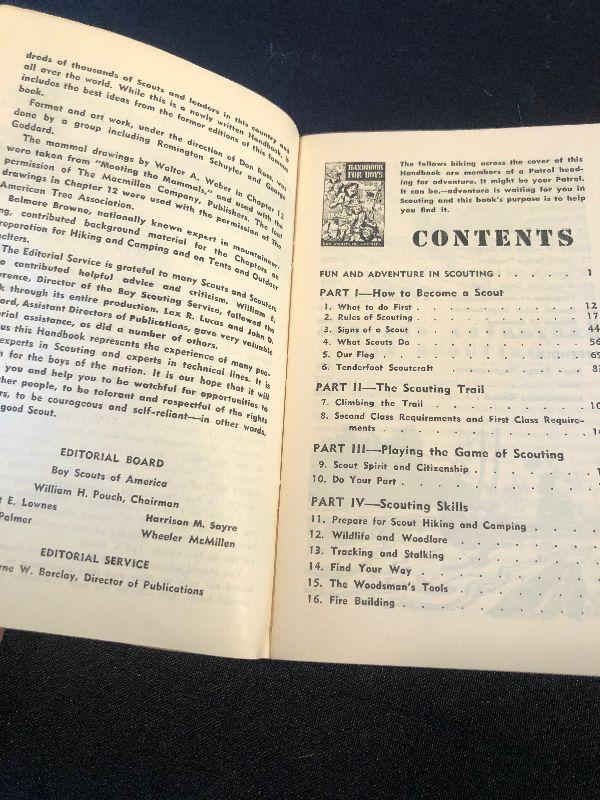 dreds of thousands of Scouts and leaders in this country and
all over the world. While this is a newly written Handbook, it
includes the best ideas from the former editions of this famous
book.
Format and art work, under the direction of Don Ross, was
done by a group including Remington Schuyler and George
Goddard.
The mammal drawings by Walter A. Weber in Chapter 12
were taken from "Meeting the Mammals," and used with the
permission of The Macmillan Company, Publishers. The leaf
drawings in Chapter 12 were used with the permission of The
American Tree Association.
Belmore Browne, nationally known expert in mountaineer-
ing, contributed background material for the Chapters on
reparation for Hiking and Camping and on Tents and Outdoor
elters.
The Editorial Service is grateful to many Scouts and Scouters
o contributed helpful advice and criticism. William E.
wrence, Director of the Boy Scouting Service, followed the
k through its entire production. Lex R. Lucas and John D.
ord, Assistant Directors of Publications, gave very valuable
rial assistance, as did a number of others.
us this Handbook represents the experience of many peo-
experts in Scouting and experts in technical lines. It is
n for the boys of the nation. It is our hope that it will
you and help you to be watchful for opportunities to
ther people, to be tolerant and respectful of the rights
rs, to be courageous and self-reliant—in other words,
good Scout.
EDITORIAL BOARD
Boy Scouts of America
William H. Pouch, Chairman
t E. Lownes Harrison M. Sayre
Palmer Wheeler McMillen
EDITORIAL SERVICE
rne W. Barclay, Director of Publications
HANDBOOK
FOR BOYS
BOY SCOUTS OF AMERICA
The fellows hiking across the cover of this
Handbook are members of a Patrol head-
ing for adventure. It might be your Patrol.
It can be,—adventure is waiting for you in
Scouting and this book's purpose is to help
you find it.
CONTENTS
FUN AND ADVENTURE IN SCOUTING . . . . . 1
PART I—How to Become a Scout
1. What to do First . . . . . . . . . . 12
2. Rules of Scouting . . . . . . . . . . 17
3. Signs of a Scout . . . . . . . . . . 44
4. What Scouts Do . . . . . . . . . . 56
5. Our Flag . . . . . . . . . . 65
6. Tenderfoot Scoutcraft . . . . . . . . 83
PART II—The Scouting Trail
7. Climbing the Trail . . . . . . . . . 10
8. Second Class Requirements and First Class Require-
ments . . . . . . . . . .
PART III—Playing the Game of Scouting
9. Scout Spirit and Citizenship . . . . . . . 1
10. Do Your Part . . . . . . . . . .
PART IV—Scouting Skills
11. Prepare for Scout Hiking and Camping . . . .
12. Wildlife and Woodlore . . . . . . . .
13. Tracking and Stalking . . . . . . . .
14. Find Your Way . . . . . . . . .
15. The Woodsman's Tools . . . . . . . .
16. Fire Building . . . . . . . . .